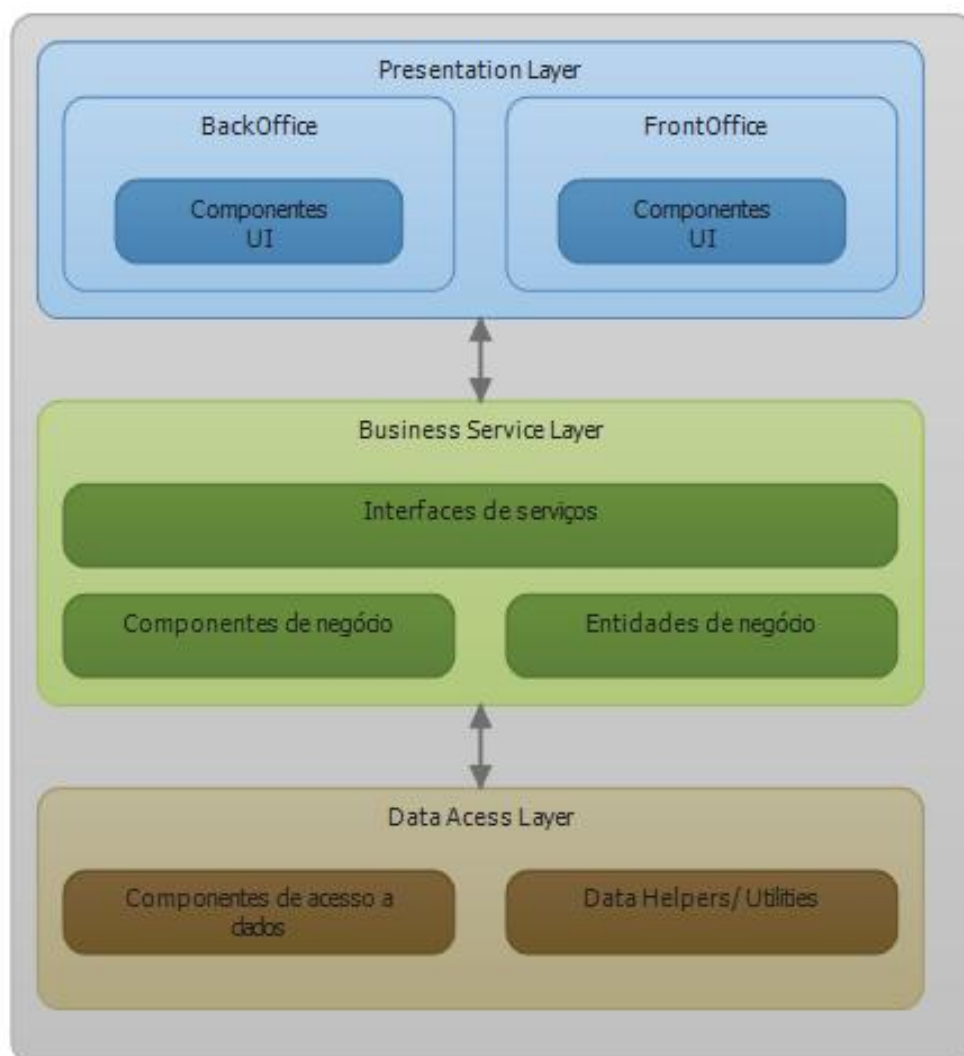 Presentation Layer
BackOffice
FrontOffice
Componentes
UI
Componentes
UI
Business Service Layer
Interfaces de serviços
Componentes de negócio
Entidades de negócio
Data Acess Layer
Componentes de acesso a
dados
Data Helpers/ Utilities